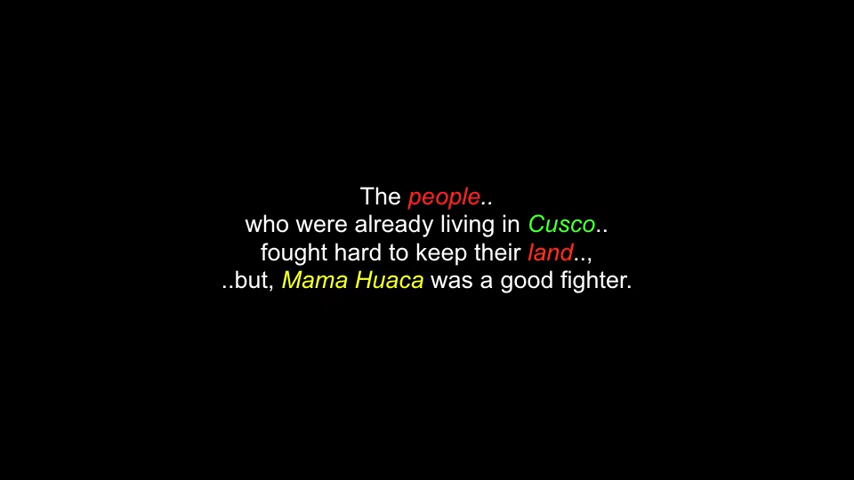 The people..
who were already living in Cusco..
fought hard to keep their land..,
..but, Mama Huaca was a good fighter.